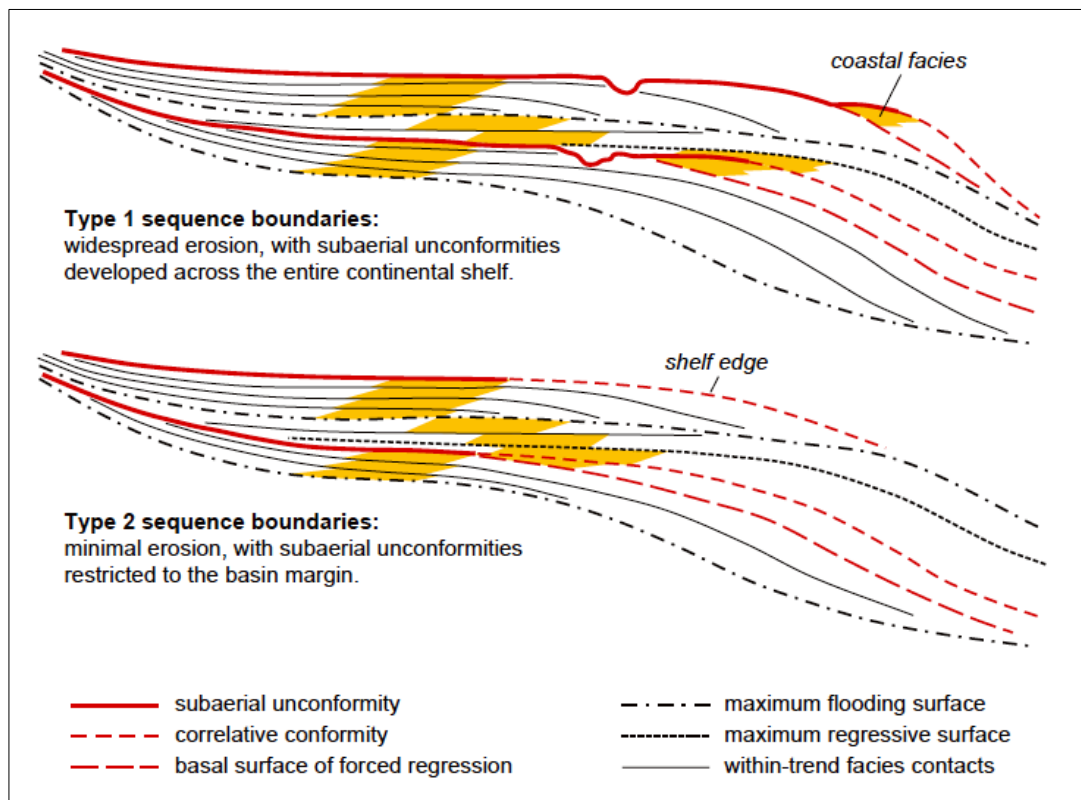 coastal facies
Type 1 sequence boundaries:
widespread erosion, with subaerial unconformities
developed across the entire continental shelf.
shelf edge
Type 2 sequence boundaries:
minimal erosion, with subaerial unconformities
restricted to the basin margin.
subaerial unconformity
correlative conformity
basal surface of forced regression
maximum flooding surface
maximum regressive surface
within-trend facies contacts